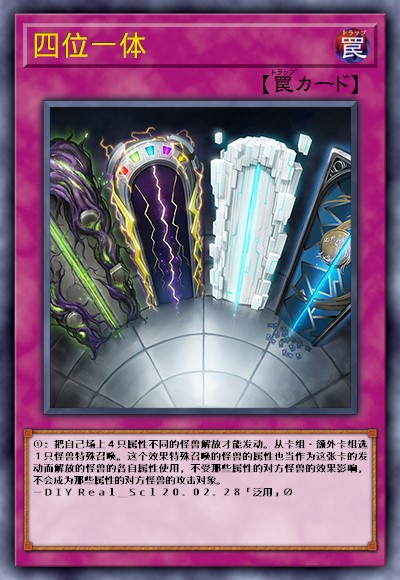 四位一体
トラップ
罠
トラップ
【罠カード】
①：把自己场上４只属性不同的怪兽解放才能发动。从卡组·额外卡组选
１只怪兽特殊召唤。这个效果特殊召唤的怪兽的属性也当作为这张卡的发
动而解放的怪兽的各自属性使用，不受那些属性的对方怪兽的效果影响，
不会成为那些属性的对方怪兽的攻击对象。
－ＤＩＹＲｅａｌ＿Ｓｃｌ２０．０２．２８「泛用」∅